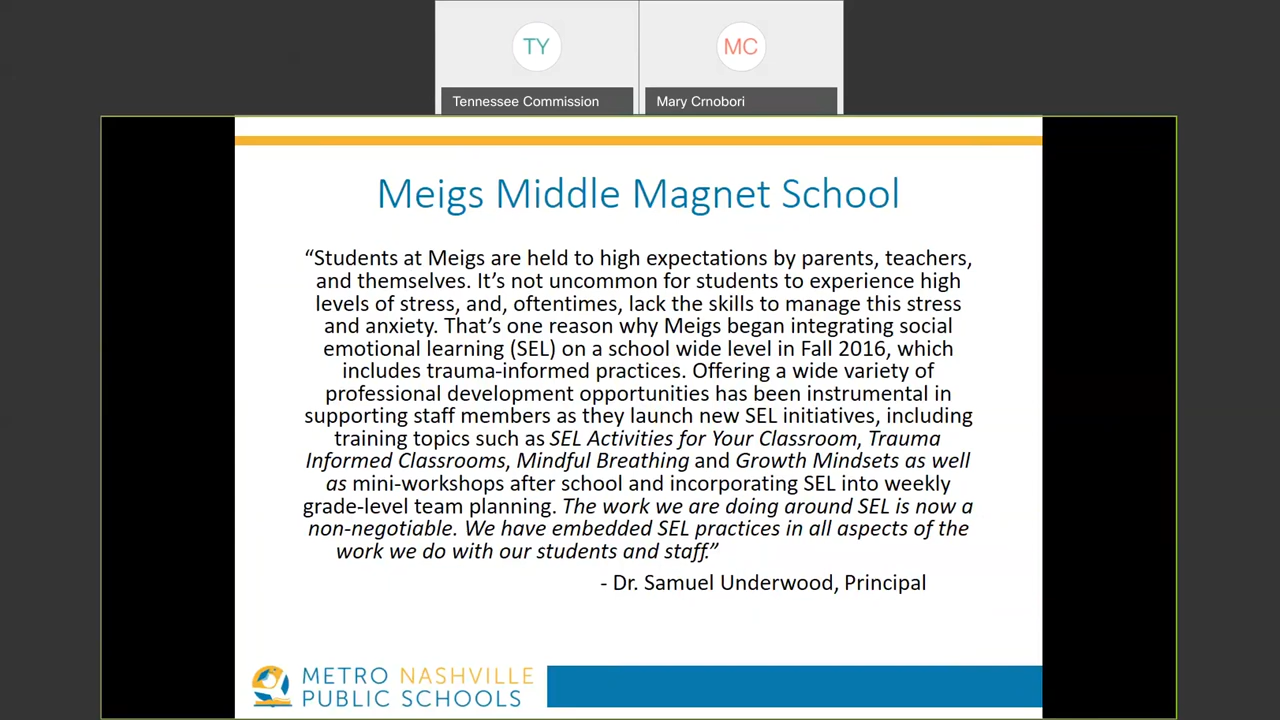 TY
MC
Tennessee Commission
Mary Crnobori
Meigs Middle Magnet School
“Students at Meigs are held to high expectations by parents, teachers,
and themselves. It’s not uncommon for students to experience high
levels of stress, and, oftentimes, lack the skills to manage this stress
and anxiety. That’s one reason why Meigs began integrating social
emotional learning (SEL) on a school wide level in Fall 2016, which
includes trauma-informed practices. Offering a wide variety of
professional development opportunities has been instrumental in
supporting staff members as they launch new SEL initiatives, including
training topics such as SEL Activities for Your Classroom, Trauma
Informed Classrooms, Mindful Breathing and Growth Mindsets as well
as mini-workshops after school and incorporating SEL into weekly
grade-level team planning. The work we are doing around SEL is now a
non-negotiable. We have embedded SEL practices in all aspects of the
work we do with our students and staff.”
- Dr. Samuel Underwood, Principal
METRO NASHVILLE
PUBLIC SCHOOLS